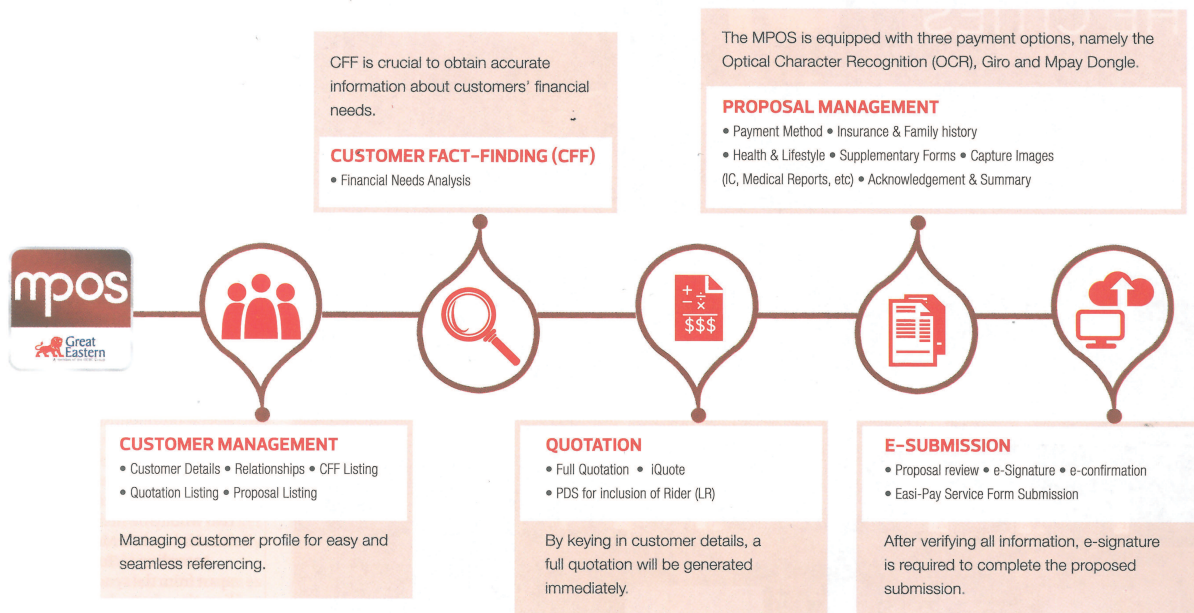 CFF is crucial to obtain accurate
information about customers' financial
needs.
CUSTOMER FACT-FINDING (CFF)
• Financial Needs Analysis
The MPOS is equipped with three payment options, namely the
Optical Character Recognition (OCR), Giro and Mpay Dongle.
PROPOSAL MANAGEMENT
• Payment Method • Insurance & Family history
• Health & Lifestyle • Supplementary Forms • Capture Images
(IC, Medical Reports, etc) • Acknowledgement & Summary
mpos
Great
Eastern
+ ÷
− ×
$$$
CUSTOMER MANAGEMENT
• Customer Details • Relationships • CFF Listing
• Quotation Listing • Proposal Listing
Managing customer profile for easy and
seamless referencing.
QUOTATION
• Full Quotation • iQuote
• PDS for inclusion of Rider (LR)
By keying in customer details, a
full quotation will be generated
immediately.
E-SUBMISSION
• Proposal review • e-Signature • e-confirmation
• Easi-Pay Service Form Submission
After verifying all information, e-signature
is required to complete the proposed
submission.